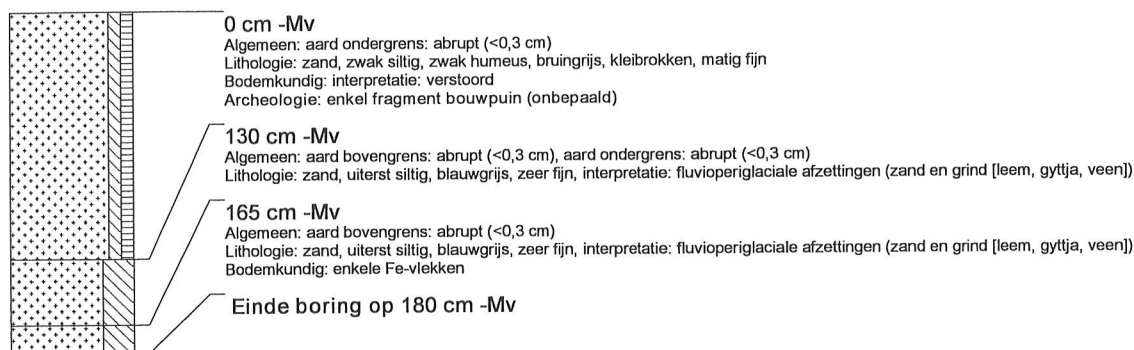 0 cm -Mv
Algemeen: aard ondergrens: abrupt (<0,3 cm)
Lithologie: zand, zwak siltig, zwak humeus, bruingrijs, kleibrokken, matig fijn
Bodemkundig: interpretatie: verstoord
Archeologie: enkel fragment bouwpuin (onbepaald)
130 cm -Mv
Algemeen: aard bovengrens: abrupt (<0,3 cm), aard ondergrens: abrupt (<0,3 cm)
Lithologie: zand, uiterst siltig, blauwgrijs, zeer fijn, interpretatie: fluvioperiglaciale afzettingen (zand en grind [leem, gyttja, veen])
165 cm -Mv
Algemeen: aard bovengrens: abrupt (<0,3 cm)
Lithologie: zand, uiterst siltig, blauwgrijs, zeer fijn, interpretatie: fluvioperiglaciale afzettingen (zand en grind [leem, gyttja, veen])
Bodemkundig: enkele Fe-vlekken
Einde boring op 180 cm -Mv